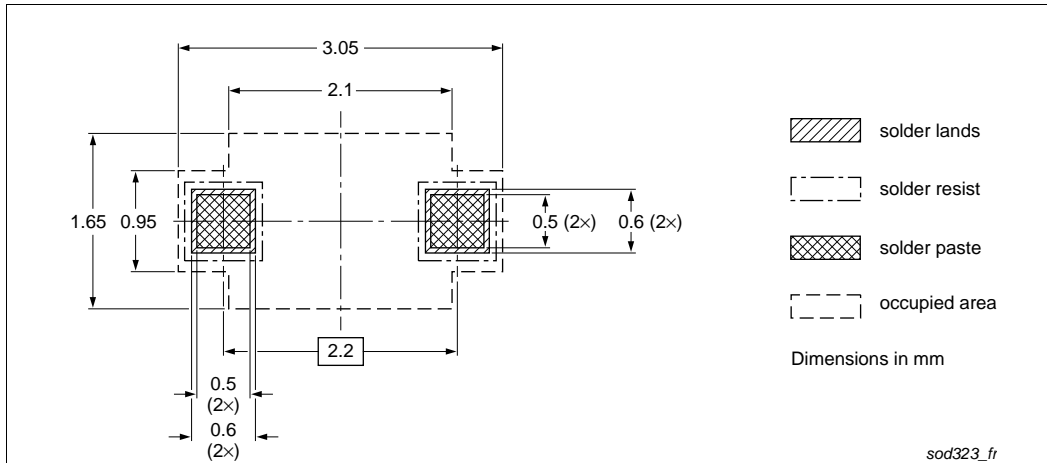 3.05
2.1
solder lands
solder resist
1.65 0.95 0.5 (2×) 0.6 (2×)
solder paste
occupied area
2.2
Dimensions in mm
0.5
(2×)
0.6
(2×)
sod323_fr